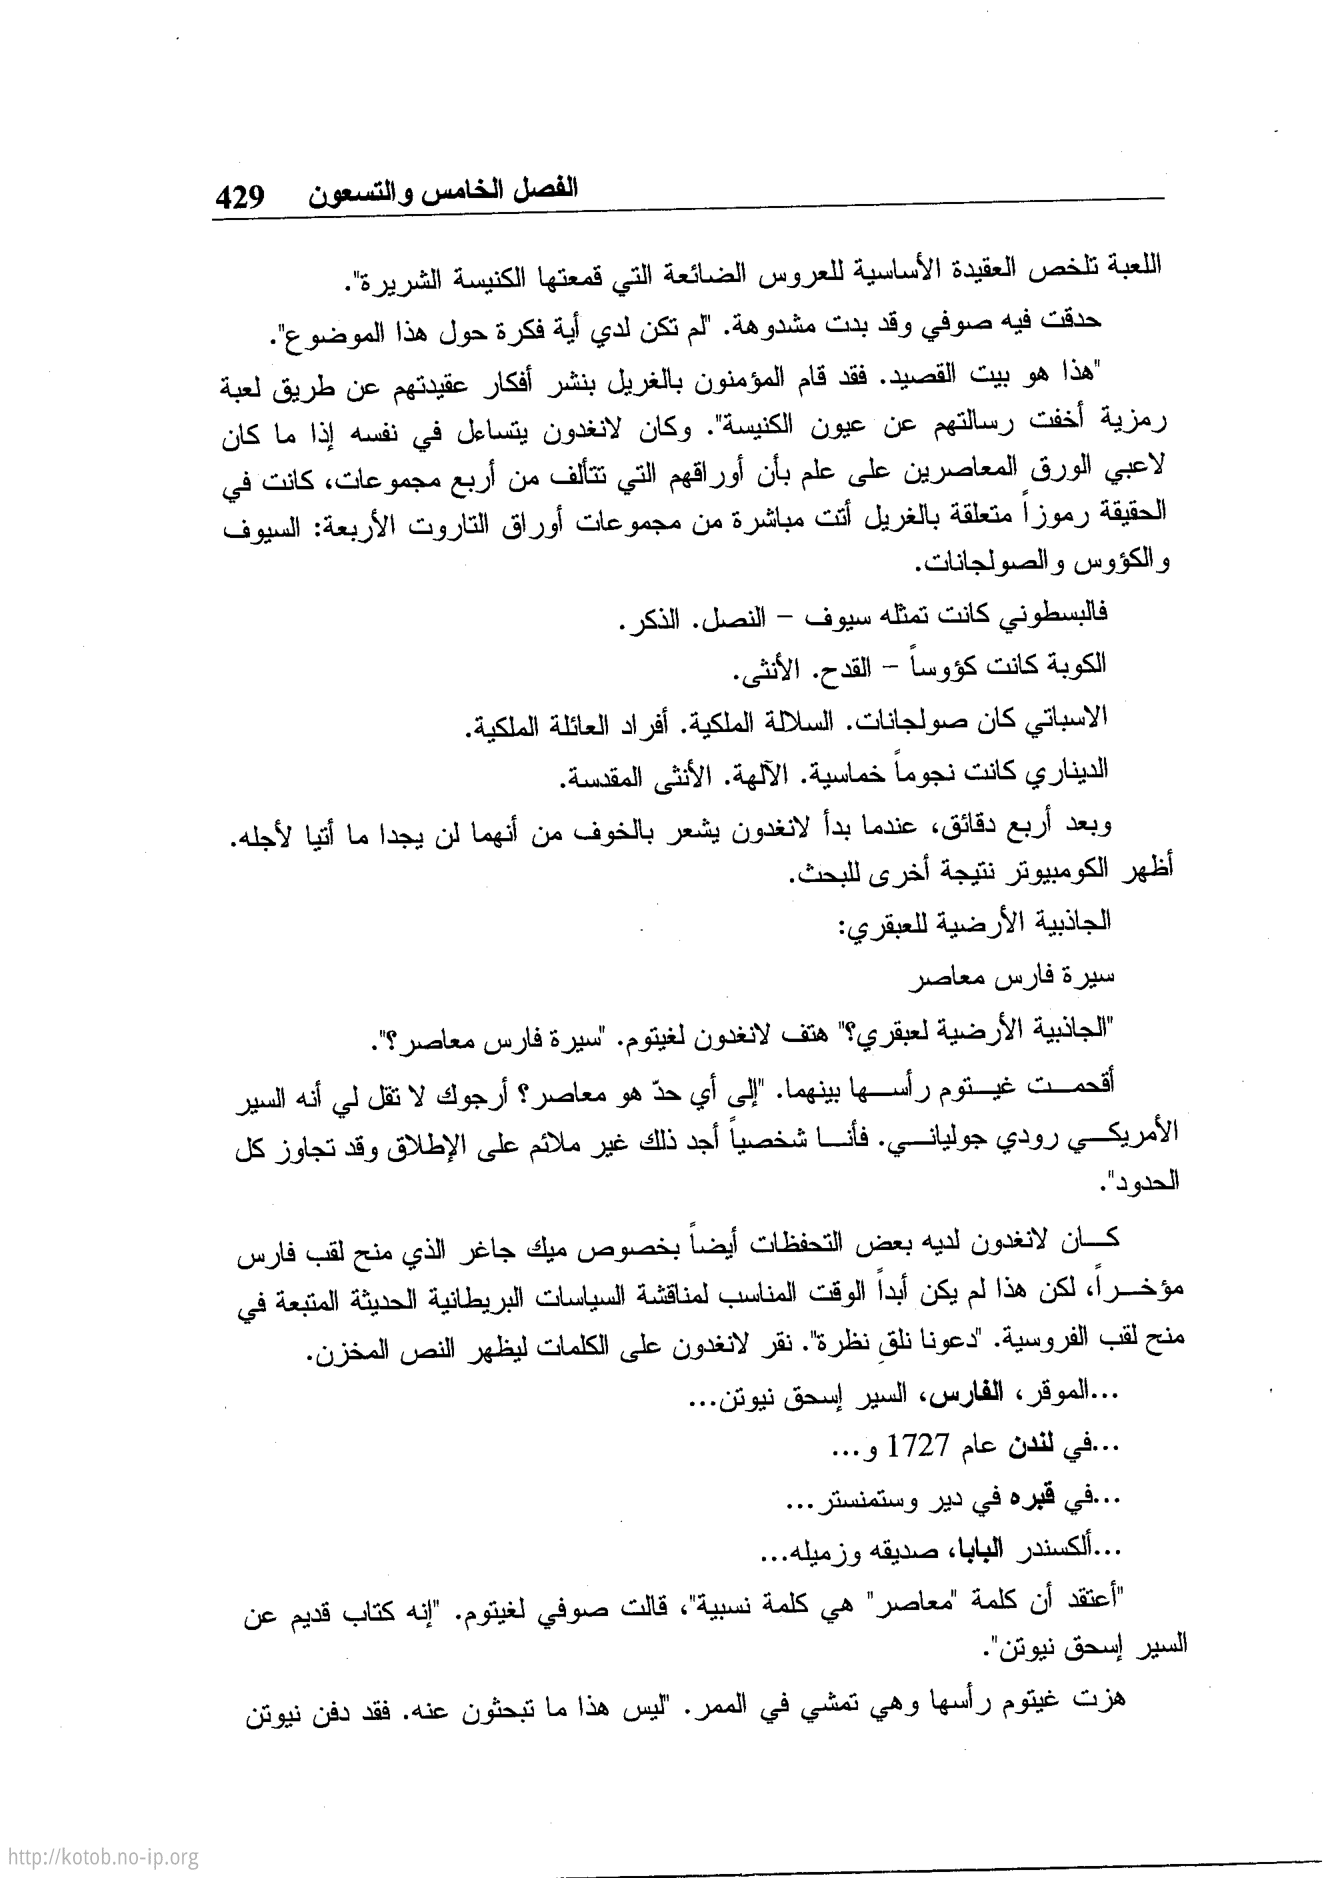 الفصل الخامس والتسعون 429
اللعبة تلخص العقيدة الأساسية للعروس الضائعة التي قمعتها الكنيسة الشريرة".
حدقت فيه صوفي وقد بدت مشدوهة. "لم تكن لدي أية فكرة حول هذا الموضوع".
"هذا هو بيت القصيد. فقد قام المؤمنون بالغريل بنشر أفكار عقيدتهم عن طريق لعبة
رمزية أخفت رسالتهم عن عيون الكنيسة". وكان لانغدون يتساءل في نفسه إذا ما كان
لاعبي الورق المعاصرين على علم بأن أوراقهم التي تتألف من أربع مجموعات، كانت في
الحقيقة رموزاً متعلقة بالغريل أتت مباشرة من مجموعات أوراق التاروت الأربعة: السيوف
والكؤوس والصولجانات.
فالبسطوني كانت تمثله سيوف – النصل. الذكر.
الكوبة كانت كؤوساً – القدح. الأنثى.
الاسباتي كان صولجانات. السلالة الملكية. أفراد العائلة الملكية.
الديناري كانت نجوماً خماسية. الآلهة. الأنثى المقدسة.
وبعد أربع دقائق، عندما بدأ لانغدون يشعر بالخوف من أنهما لن يجدا ما أتيا لأجله.
أظهر الكومبيوتر نتيجة أخرى للبحث.
الجاذبية الأرضية للعبقري:
سيرة فارس معاصر
"الجاذبية الأرضية لعبقري؟" هتف لانغدون لغيتوم. "سيرة فارس معاصر؟".
أقحمت غيتوم رأسها بينهما. "إلى أي حدّ هو معاصر؟ أرجوك لا تقل لي أنه السير
الأمريكي رودي جولياني. فأنا شخصياً أجد ذلك غير ملائم على الإطلاق وقد تجاوز كل
الحدود".
كان لانغدون لديه بعض التحفظات أيضاً بخصوص ميك جاغر الذي منح لقب فارس
مؤخراً، لكن هذا لم يكن أبداً الوقت المناسب لمناقشة السياسات البريطانية الحديثة المتبعة في
منح لقب الفروسية. "دعونا نلقِ نظرة". نقر لانغدون على الكلمات ليظهر النص المخزن.
...الموقر، الفارس، السير إسحق نيوتن...
...في لندن عام 1727 و...
...في قبره في دير وستمنستر...
...ألكسندر البابا، صديقه وزميله...
"أعتقد أن كلمة "معاصر" هي كلمة نسبية"، قالت صوفي لغيتوم. "إنه كتاب قديم عن
السير إسحق نيوتن".
هزت غيتوم رأسها وهي تمشي في الممر. "ليس هذا ما تبحثون عنه. فقد دفن نيوتن
http://kotob.no-ip.org